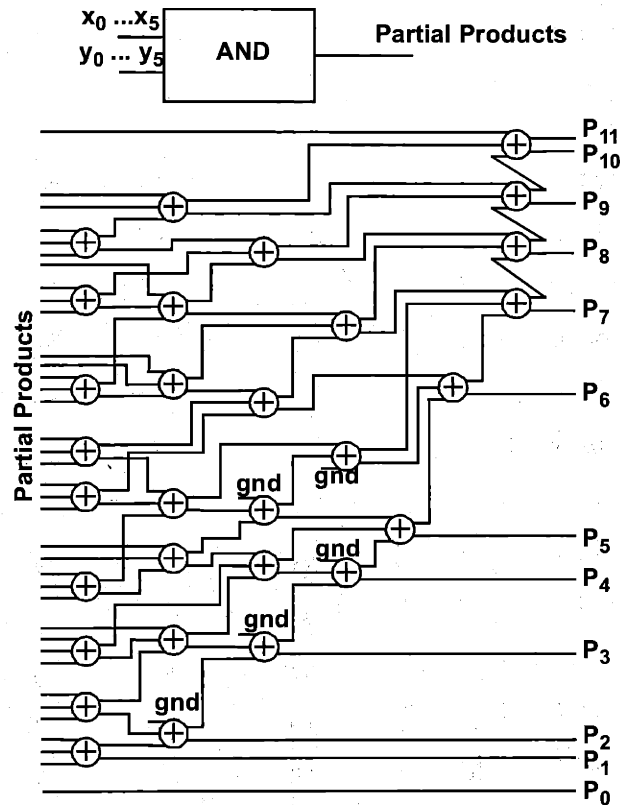 x0 ...x5
y0 ... y5
AND
Partial Products
P11
P10
P9
P8
P7
P6
gnd
gnd
P5
gnd
P4
gnd
P3
gnd
P2
P1
P0
Partial Products